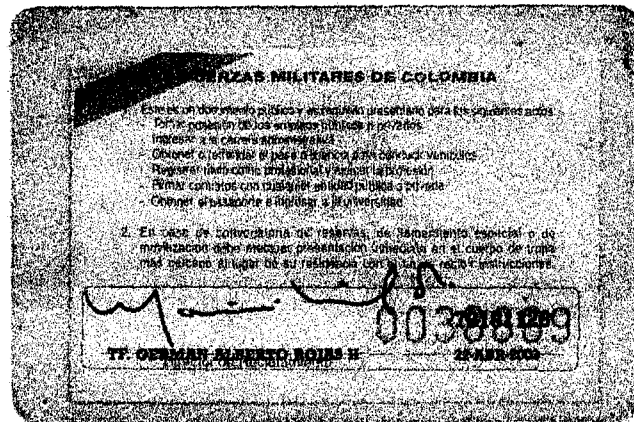 FUERZAS MILITARES DE COLOMBIA
Este es un documento público y es requisito presentarlo para los siguientes actos
- Tomar posesión de los empleos públicos o privados
- Ingresar a la carrera administrativa
- Obtener o refrendar el pase o licencia para conducir vehículos
- Registrar título como profesional y ejercer la profesión
- Firmar contratos con cualquier entidad pública o privada
- Obtener el pasaporte e ingresar a la universidad
2. En caso de convocatoria de reservas, de llamamiento especial o de
movilización debe efectuar presentación inmediata en el cuerpo de tropa
más cercano al lugar de su residencia con el fin de recibir instrucciones.
TF. GERMAN ALBERTO ROJAS H